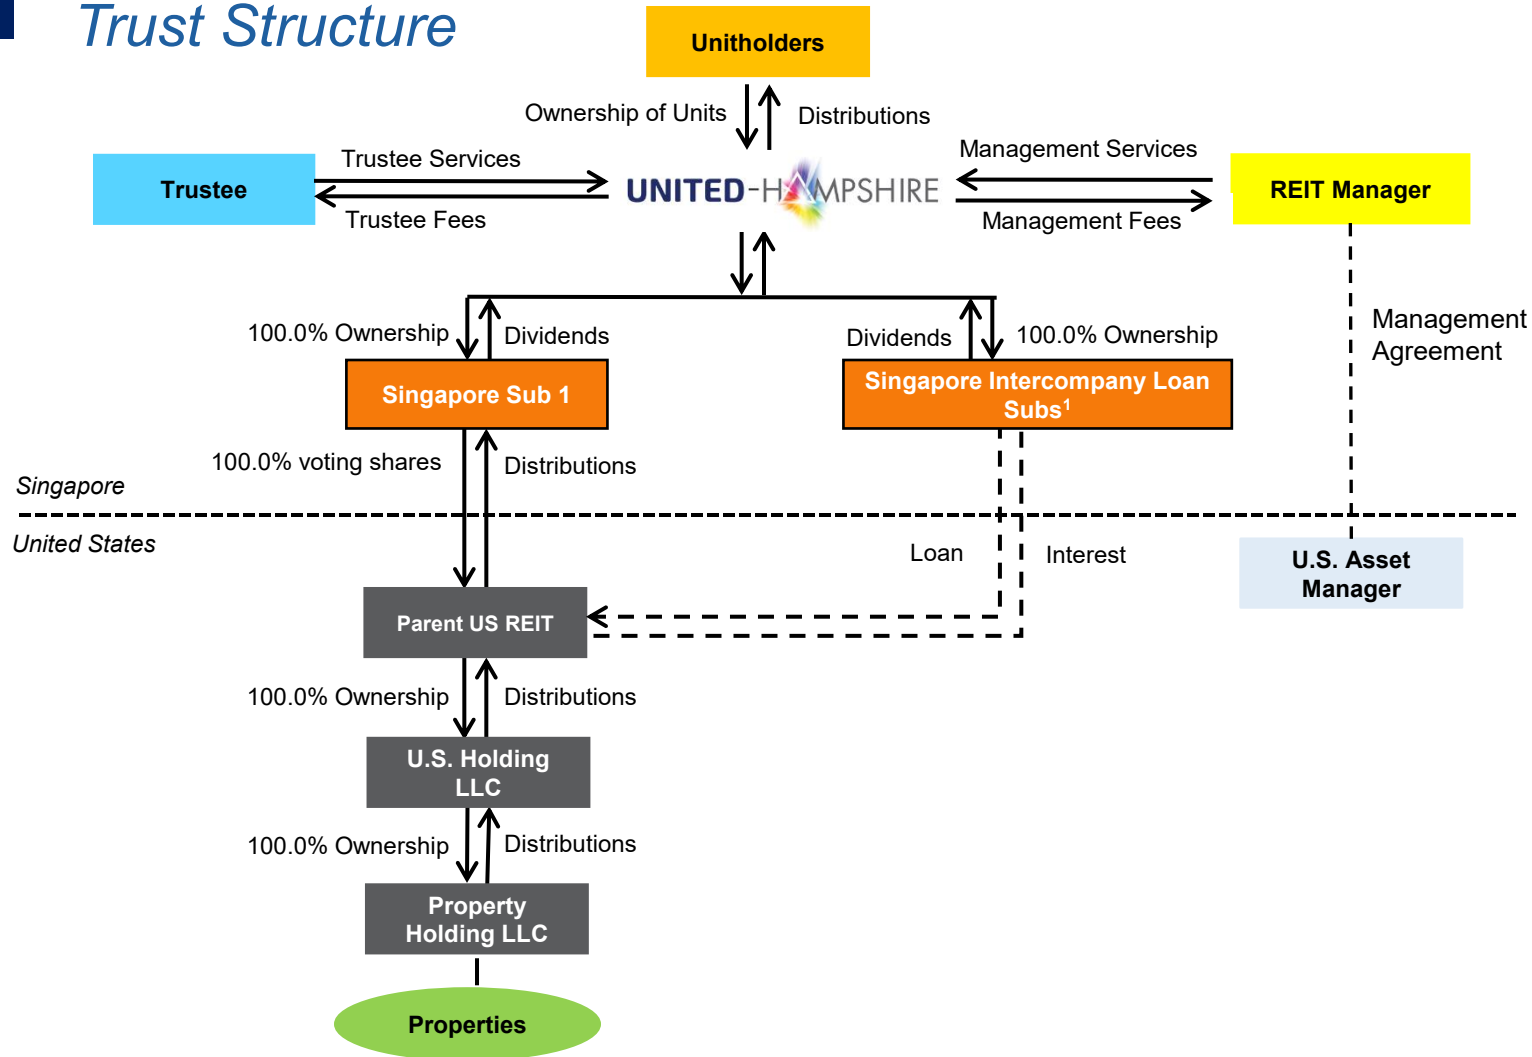 Trust Structure
Unitholders
Ownership of Units
Distributions
Trustee
Trustee Services
Trustee Fees
UNITED-HAMPSHIRE
Management Services
Management Fees
REIT Manager
100.0% Ownership
Dividends
Dividends
100.0% Ownership
Management
Agreement
Singapore Sub 1
Singapore Intercompany Loan
Subs¹
100.0% voting shares
Distributions
Singapore
United States
Loan
Interest
U.S. Asset
Manager
Parent US REIT
100.0% Ownership
Distributions
U.S. Holding
LLC
100.0% Ownership
Distributions
Property
Holding LLC
Properties